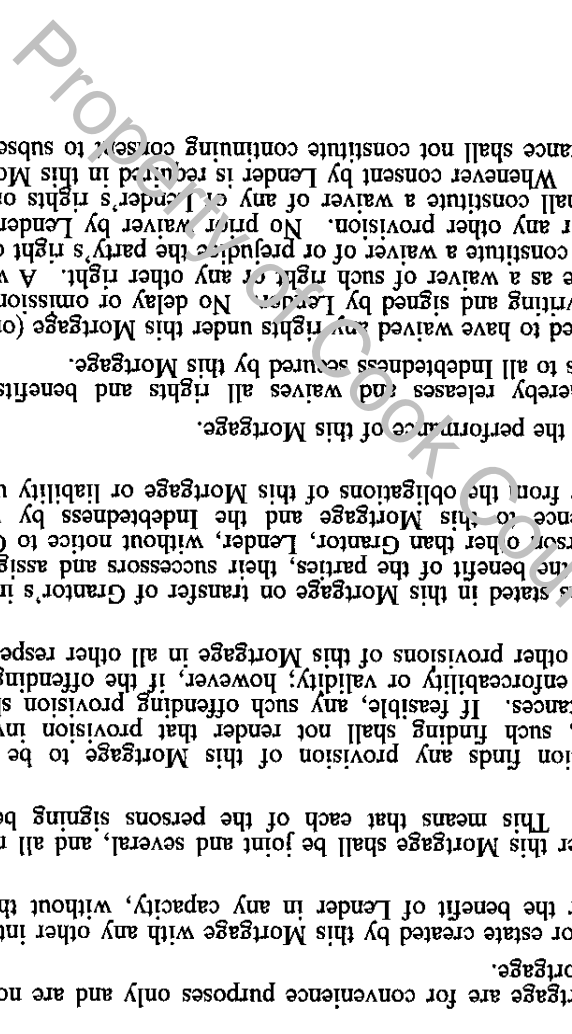 rtgage are for convenience purposes only and are no
ortgage.
or estate created by this Mortgage with any other int
r the benefit of Lender in any capacity, without th
er this Mortgage shall be joint and several, and all r
This means that each of the persons signing be
ion finds any provision of this Mortgage to be
, such finding shall not render that provision inv
tances. If feasible, any such offending provision s
enforceability or validity; however, if the offending
other provisions of this Mortgage in all other respe
s stated in this Mortgage on transfer of Grantor's in
the benefit of the parties, their successors and assig
rson other than Grantor, Lender, without notice to G
ence to this Mortgage and the Indebtedness by
from the obligations of this Mortgage or liability u
the performance of this Mortgage.
hereby releases and waives all rights and benefits
s to all Indebtedness secured by this Mortgage.
ed to have waived any rights under this Mortgage (or
writing and signed by Lender. No delay or omission
e as a waiver of such right or any other right. A w
constitute a waiver of or prejudice the party's right o
r any other provision. No prior waiver by Lender
hall constitute a waiver of any of Lender's rights or
Whenever consent by Lender is required in this Mo
tance shall not constitute continuing consent to subse
Property of Cook Coun